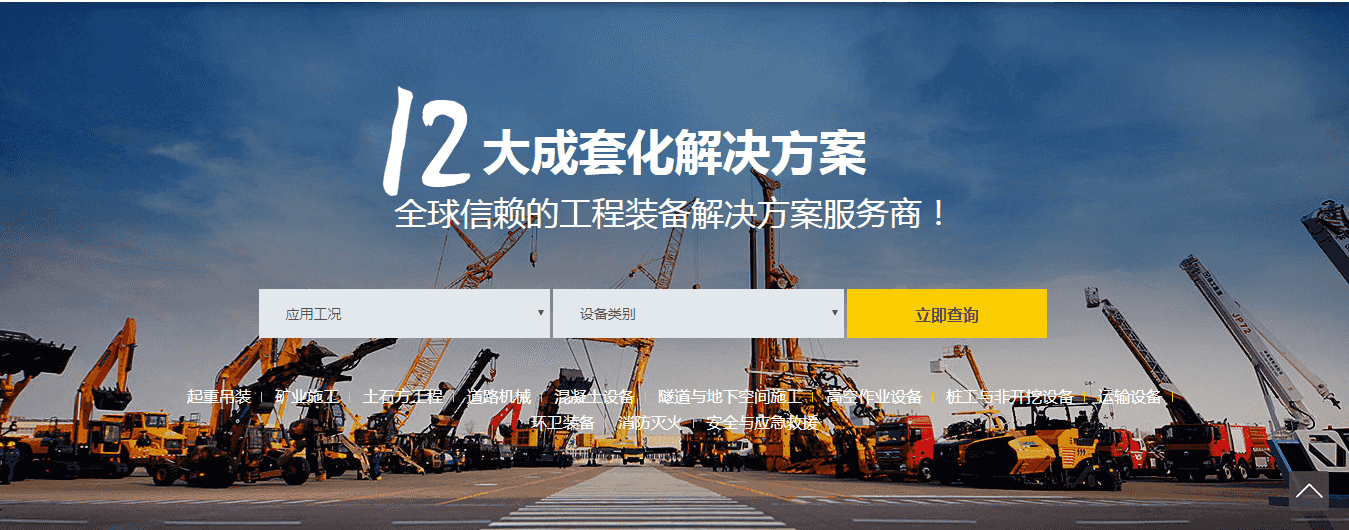 12大成套化解决方案
全球信赖的工程装备解决方案服务商！
应用工况 设备类别 立即查询
起重吊装 | 矿业施工 | 土石方工程 | 道路机械 | 混凝土设备 | 隧道与地下空间施工 | 高空作业设备 | 桩工与非开挖设备 | 运输设备 |
环卫装备 | 消防灭火 | 安全与应急救援
JP72